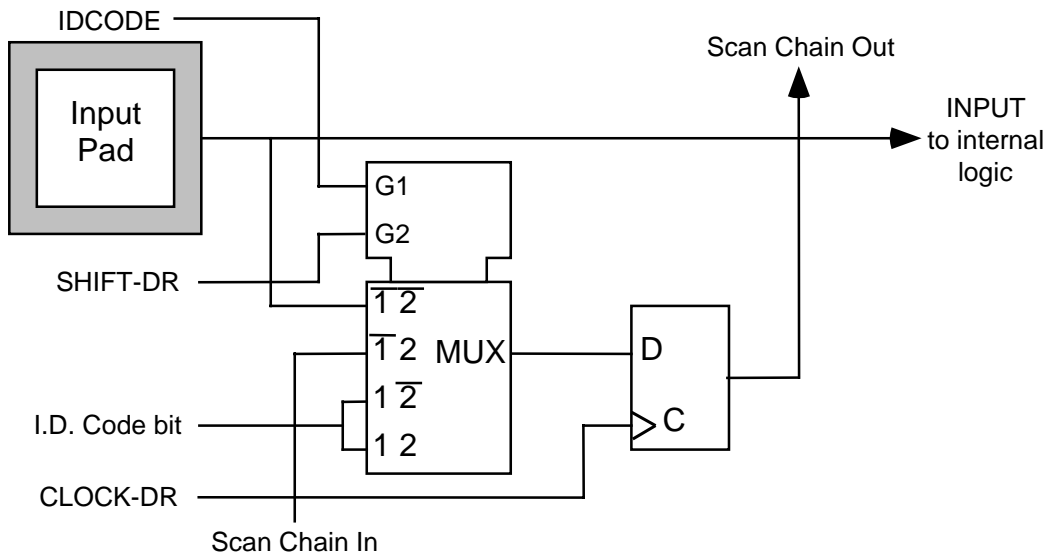 IDCODE
Input
Pad
Scan Chain Out
INPUT
to internal
logic
G1
G2
SHIFT-DR
1̅ 2̅
1̅ 2
MUX
1 2̅
1 2
I.D. Code bit
D
C
CLOCK-DR
Scan Chain In